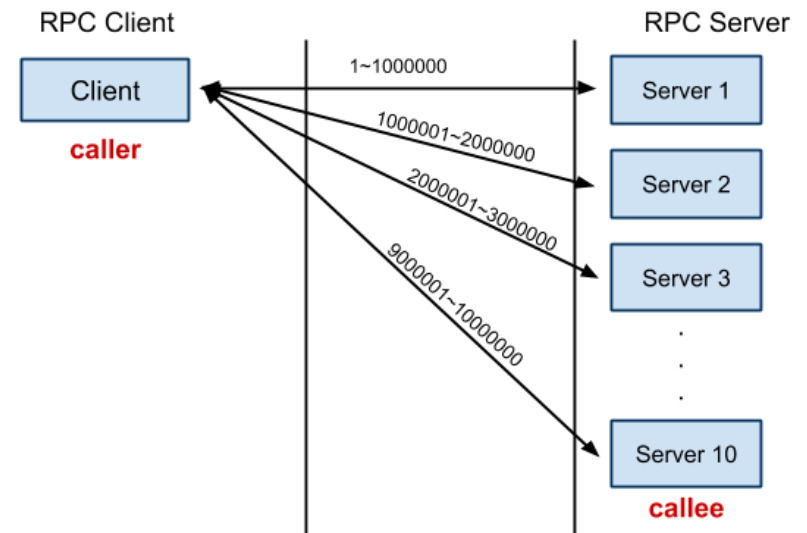 RPC Client
RPC Server
Client
caller
1~1000000
Server 1
1000001~2000000
Server 2
2000001~3000000
Server 3
9000001~10000000
.
.
.
Server 10
callee